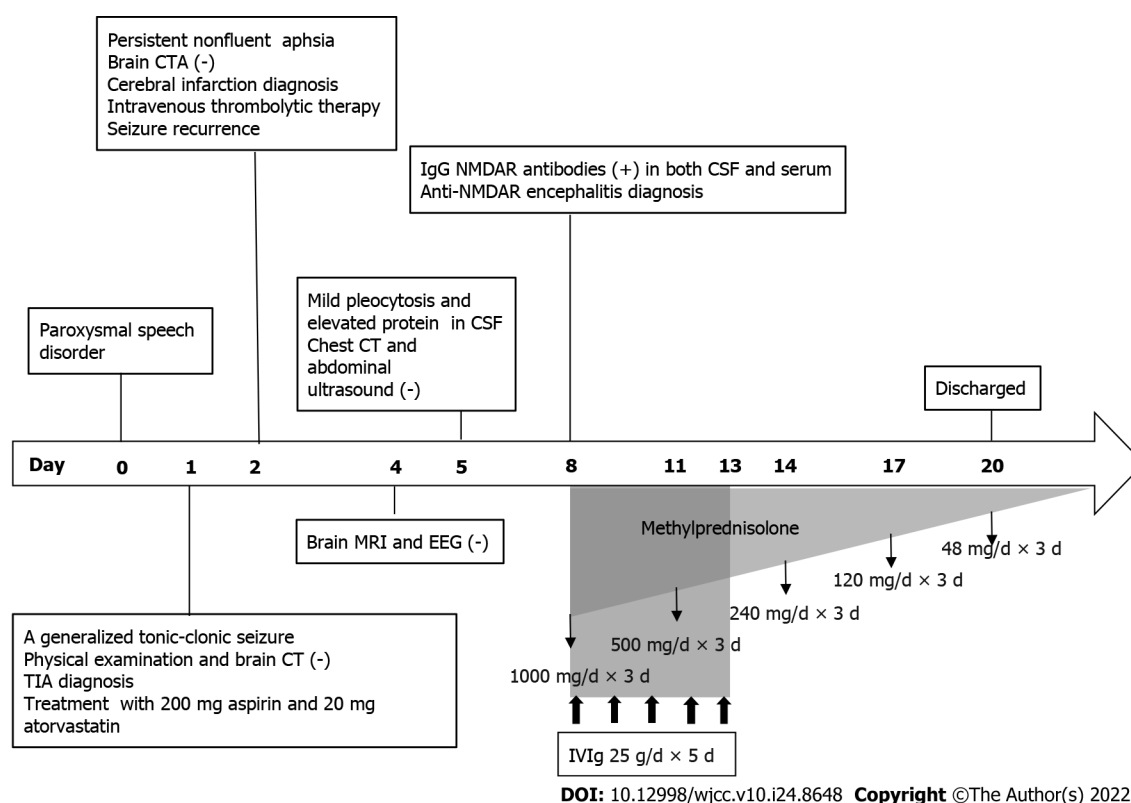 Persistent nonfluent aphsia
Brain CTA (-)
Cerebral infarction diagnosis
Intravenous thrombolytic therapy
Seizure recurrence
IgG NMDAR antibodies (+) in both CSF and serum
Anti-NMDAR encephalitis diagnosis
Mild pleocytosis and
elevated protein in CSF
Chest CT and
abdominal
ultrasound (-)
Paroxysmal speech
disorder
Discharged
Day 0 1 2 4 5 8 11 13 14 17 20
Brain MRI and EEG (-)
Methylprednisolone
48 mg/d × 3 d
120 mg/d × 3 d
240 mg/d × 3 d
500 mg/d × 3 d
1000 mg/d × 3 d
A generalized tonic-clonic seizure
Physical examination and brain CT (-)
TIA diagnosis
Treatment with 200 mg aspirin and 20 mg
atorvastatin
IVIg 25 g/d × 5 d
DOI: 10.12998/wjcc.v10.i24.8648 Copyright ©The Author(s) 2022